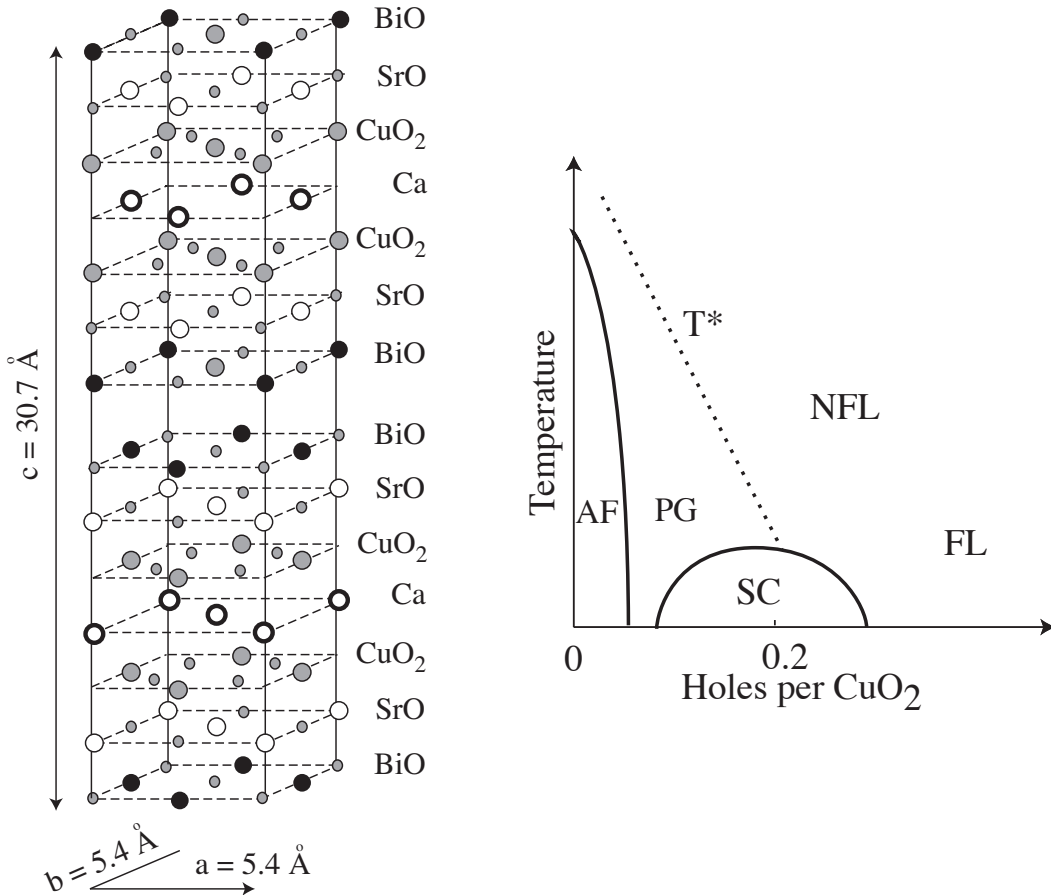 BiO
SrO
CuO2
Ca
CuO2
SrO
BiO
BiO
SrO
CuO2
Ca
CuO2
SrO
BiO
c = 30.7 Å
b = 5.4 Å
a = 5.4 Å
Temperature
T*
NFL
AF
PG
FL
SC
0
0.2
Holes per CuO2